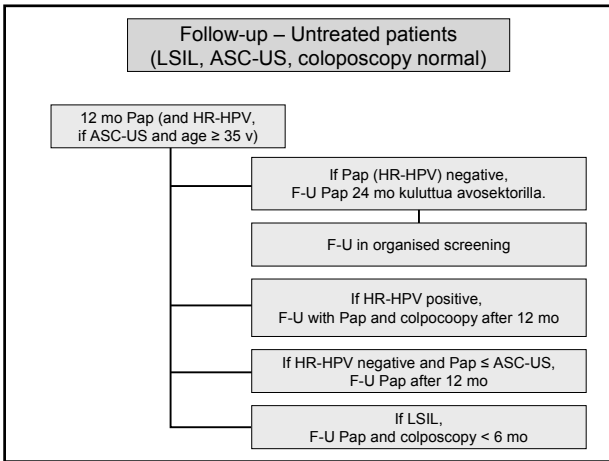 Follow-up – Untreated patients
(LSIL, ASC-US, coloposcopy normal)
12 mo Pap (and HR-HPV,
if ASC-US and age ≥ 35 v)
If Pap (HR-HPV) negative,
F-U Pap 24 mo kuluttua avosektorilla.
F-U in organised screening
If HR-HPV positive,
F-U with Pap and colpocoopy after 12 mo
If HR-HPV negative and Pap ≤ ASC-US,
F-U Pap after 12 mo
If LSIL,
F-U Pap and colposcopy < 6 mo